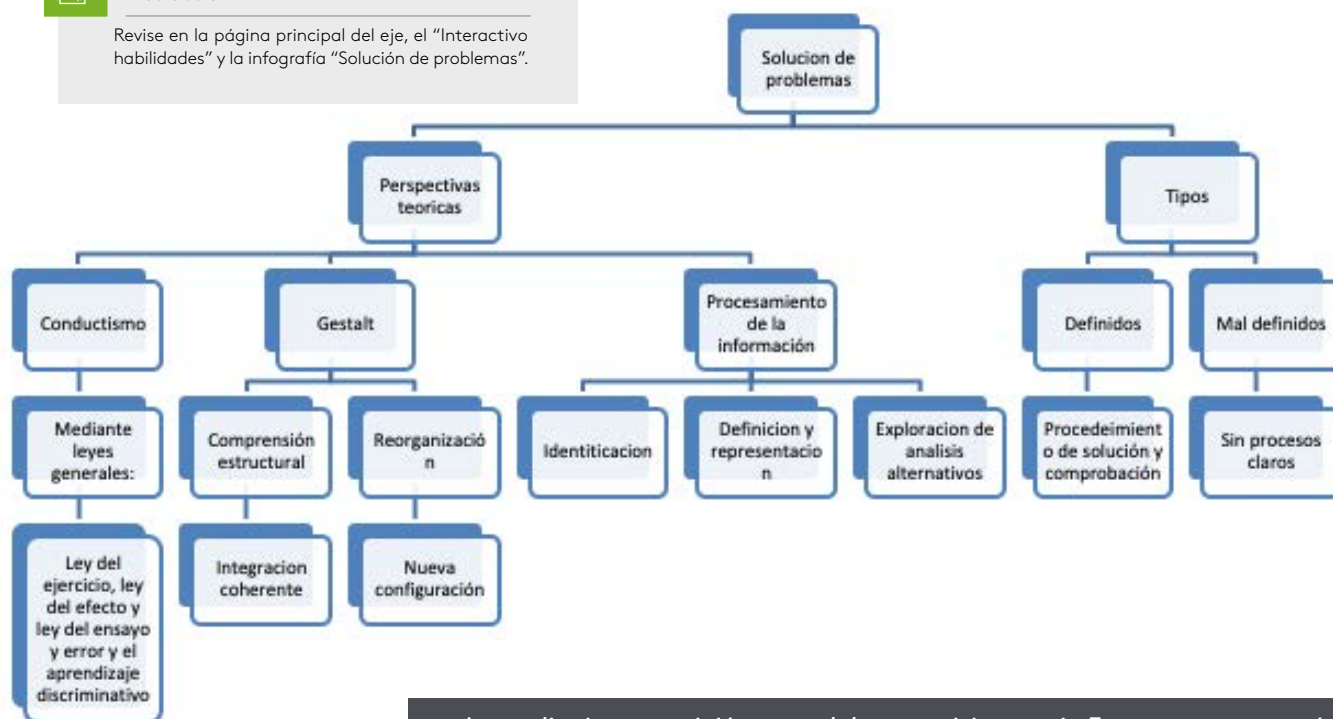 Revise en la página principal del eje, el “Interactivo
habilidades” y la infografía “Solución de problemas”.
Solucion de
problemas
Perspectivas
teoricas
Tipos
Conductismo
Gestalt
Procesamiento
de la
información
Definidos
Mal definidos
Mediante
leyes
generales:
Comprensión
estructural
Reorganizació
n
Identiticacion
Definicion y
representacio
n
Exploracion de
analisis
alternativos
Procedeimient
o de solución y
comprobación
Sin procesos
claros
Ley del
ejercicio, ley
del efecto y
ley del ensayo
y error y el
aprendizaje
discriminativo
Integracion
coherente
Nueva
configuración